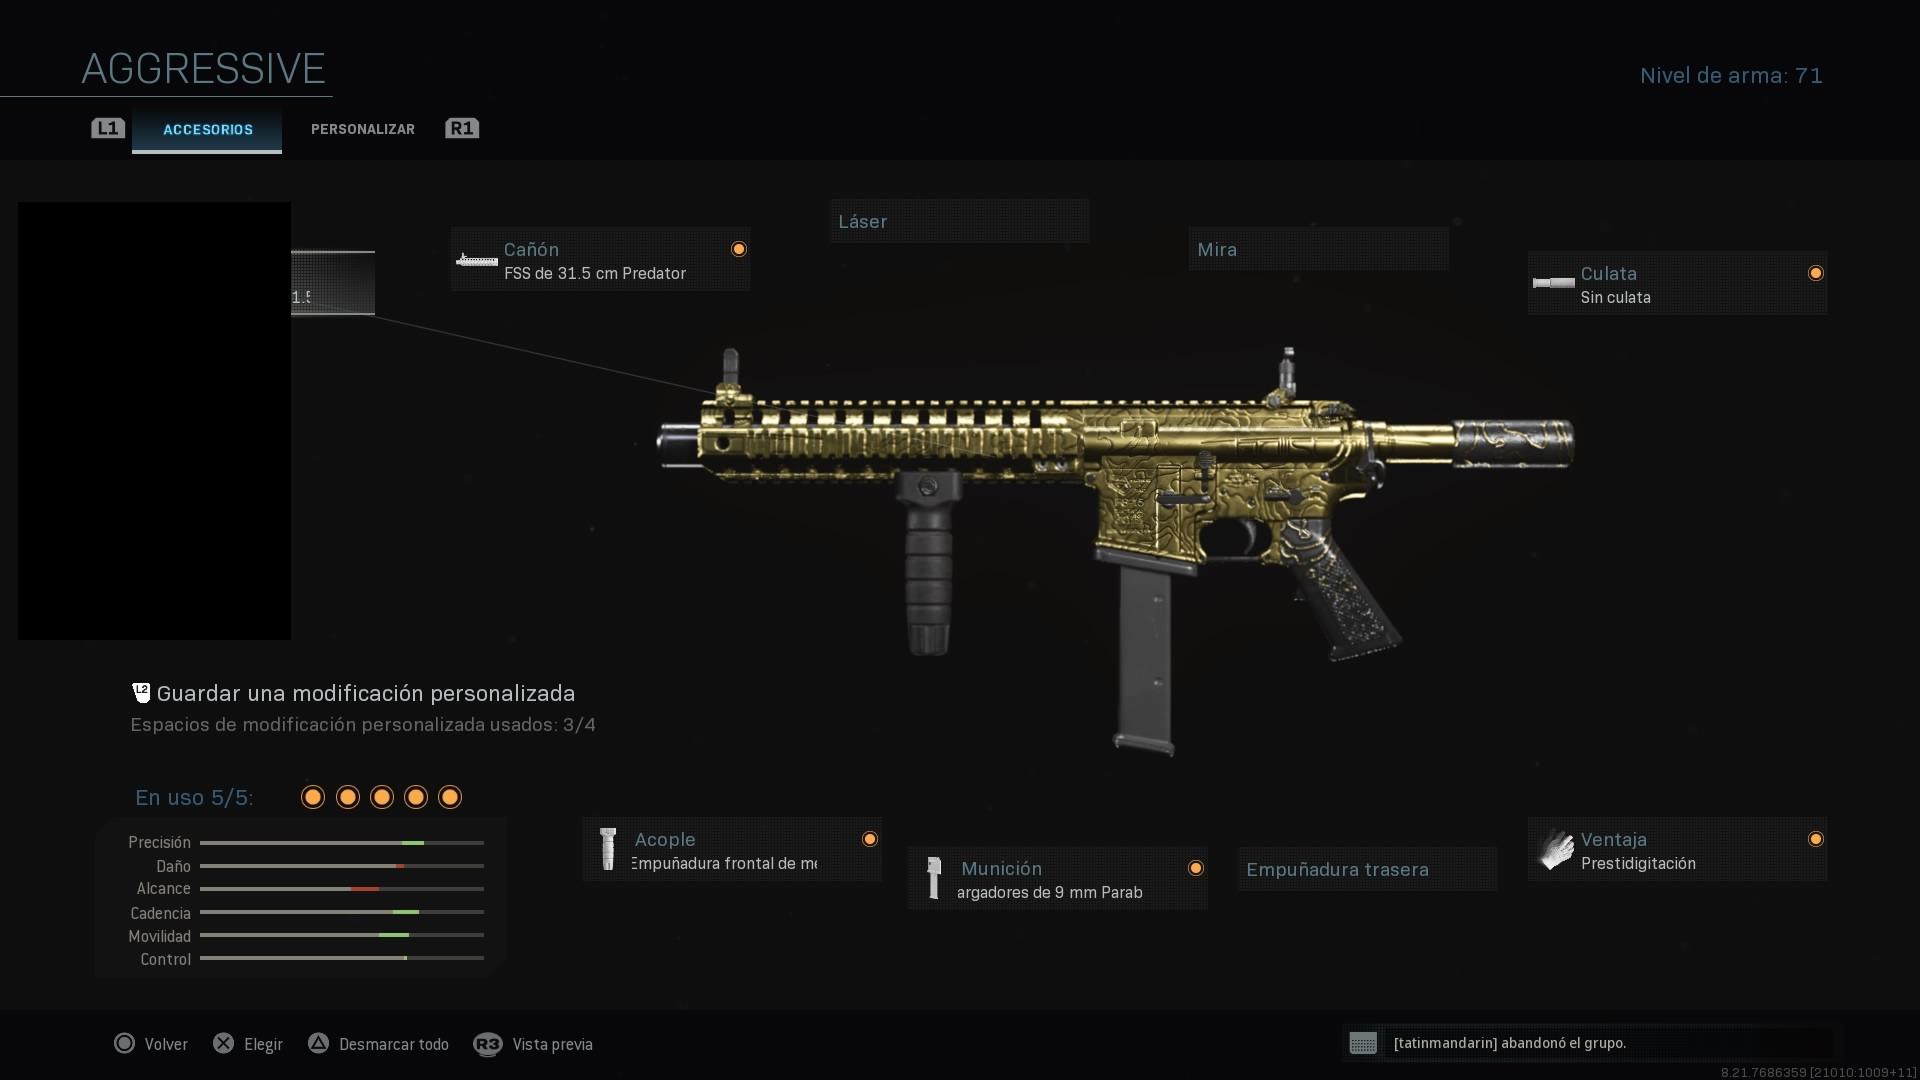 AGGRESSIVE
Nivel de arma: 71
L1 ACCESORIOS PERSONALIZAR R1
Láser
Cañón
FSS de 31.5 cm Predator
Mira
Culata
Sin culata
1.5
L2 Guardar una modificación personalizada
Espacios de modificación personalizada usados: 3/4
En uso 5/5:
Precisión
Daño
Alcance
Cadencia
Movilidad
Control
Acople
Empuñadura frontal de me
Munición
argadores de 9 mm Parab
Empuñadura trasera
Ventaja
Prestidigitación
Volver Elegir Desmarcar todo R3 Vista previa
[tatinmandarin] abandonó el grupo.
8.21.7686359 [21010:1009+11]